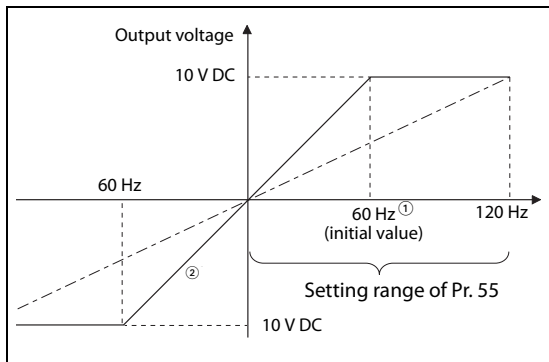 Output voltage
10 V DC
60 Hz
60 Hz ①
120 Hz
(initial value)
②
Setting range of Pr. 55
10 V DC